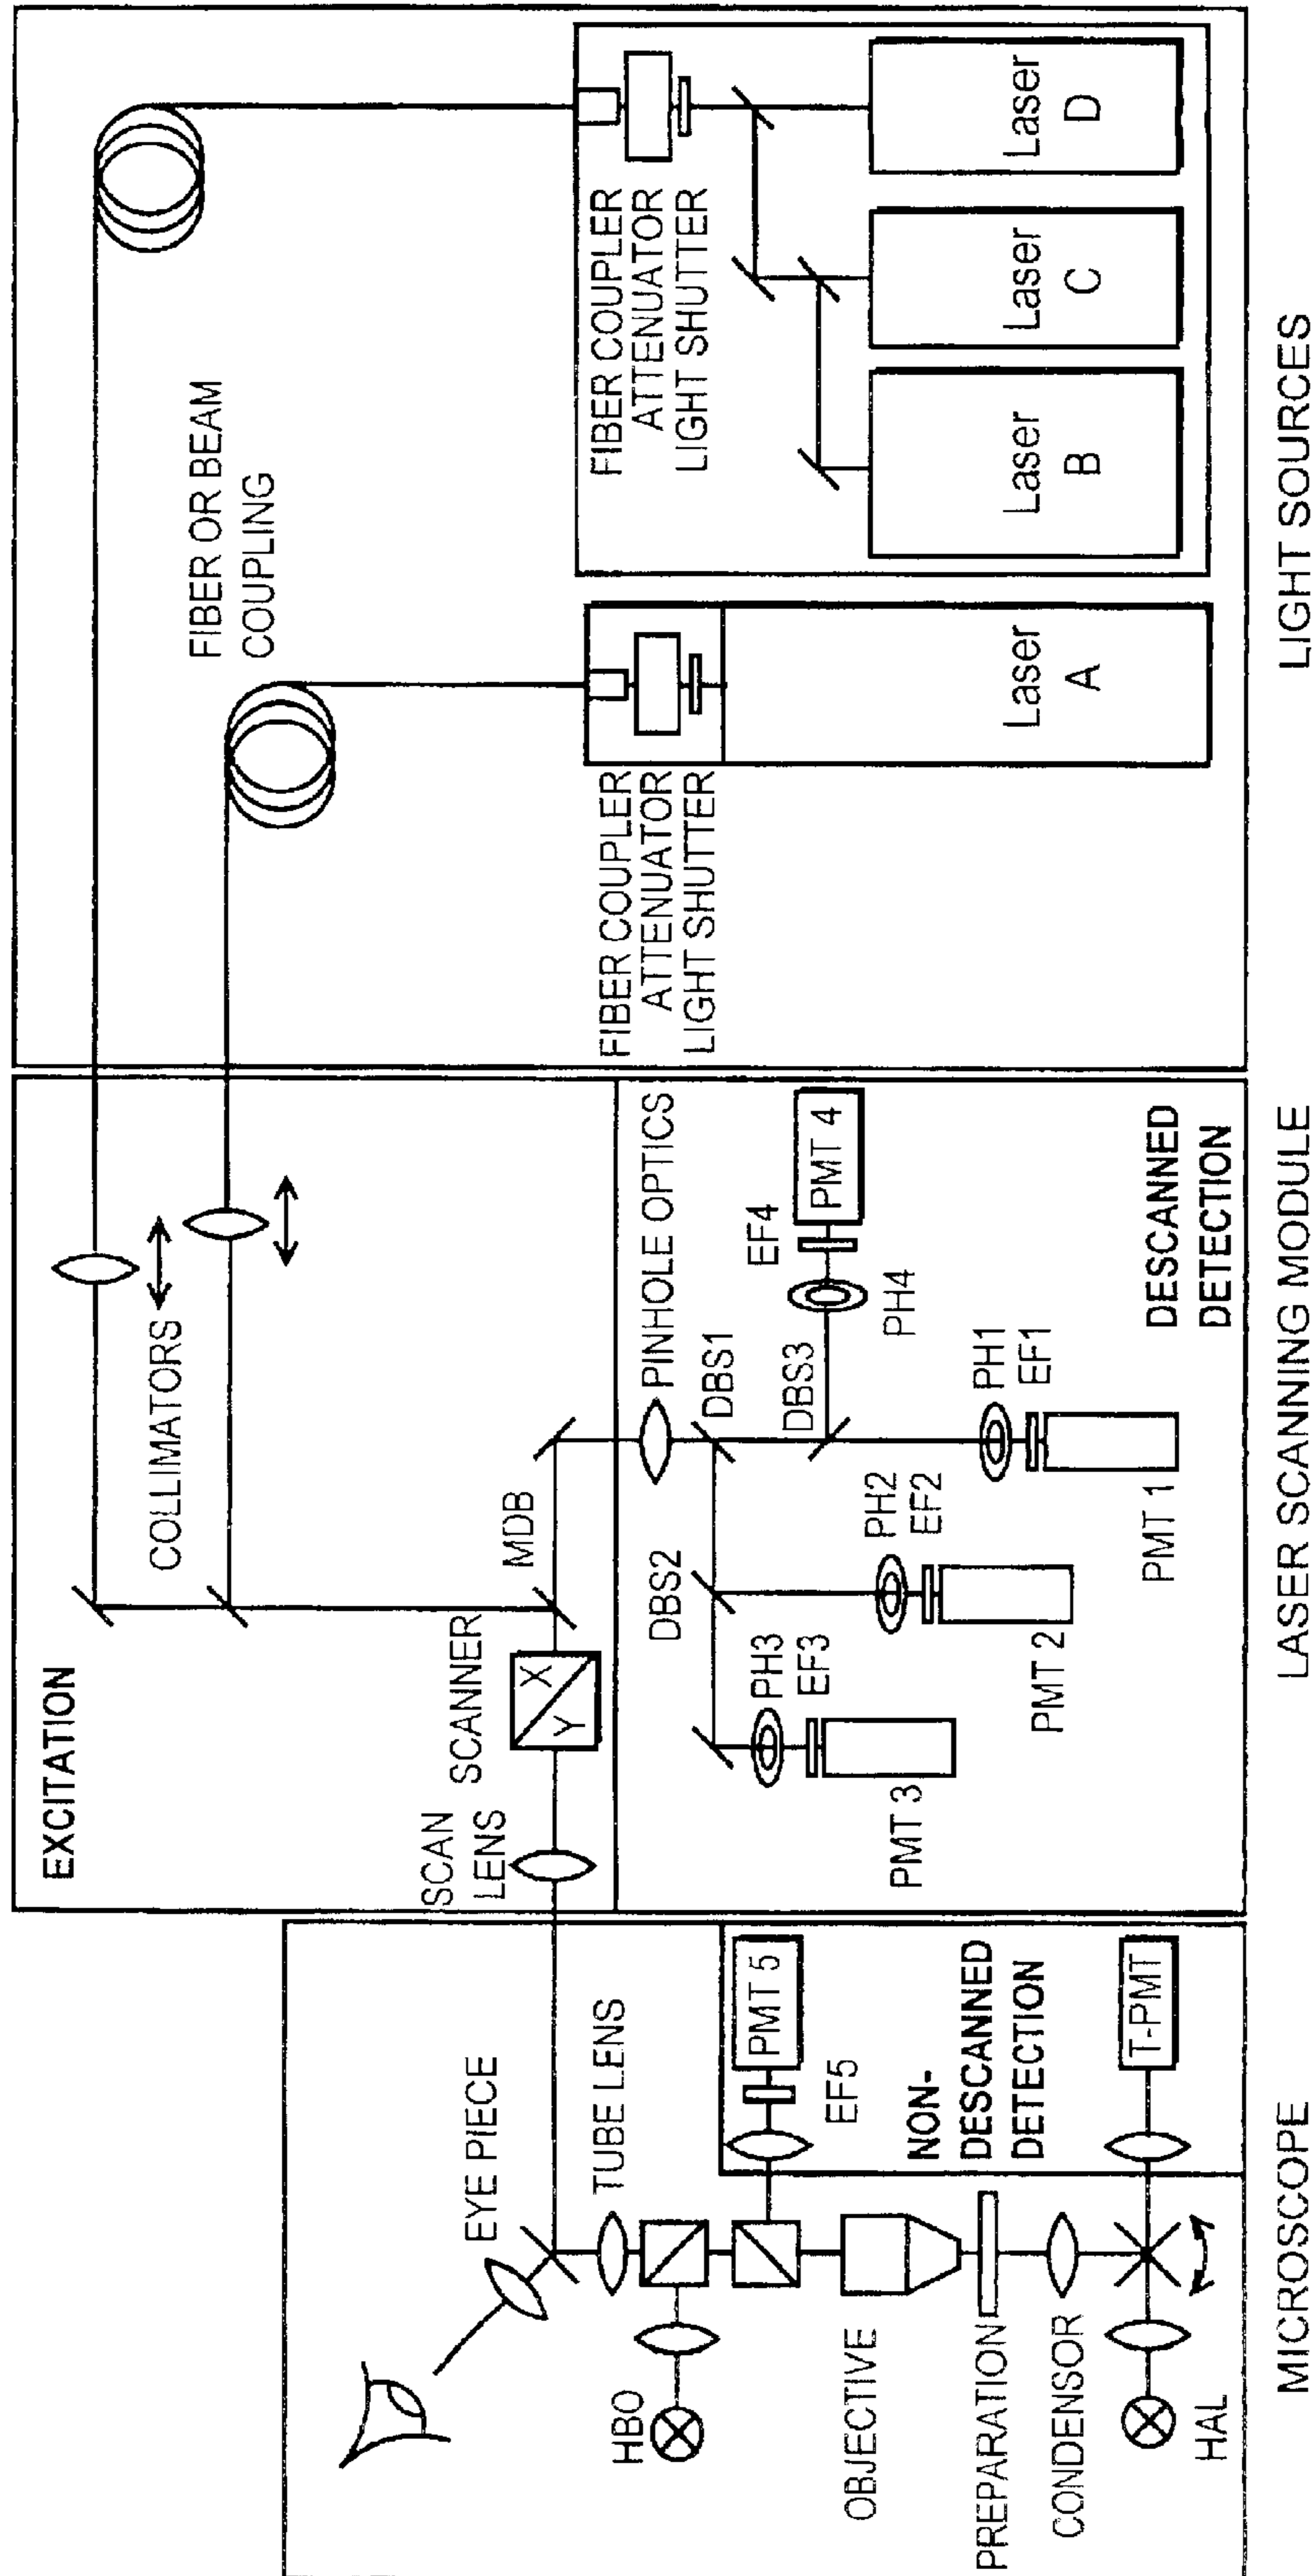 MICROSCOPE
EYE PIECE
TUBE LENS
HBO
OBJECTIVE
PREPARATION
CONDENSOR
HAL
PMT 5
EF5
NON-
DESCANNED
DETECTION
T-PMT
LASER SCANNING MODULE
EXCITATION
COLLIMATORS
SCAN
LENS
SCANNER
Y X
MDB
PINHOLE OPTICS
DBS1
DBS2
DBS3
PH3
EF3
PMT 3
PH2
EF2
PMT 2
PH1
EF1
PMT 1
EF4
PH4
PMT 4
DESCANNED
DETECTION
LIGHT SOURCES
FIBER OR BEAM
COUPLING
FIBER COUPLER
ATTENUATOR
LIGHT SHUTTER
Laser
A
FIBER COUPLER
ATTENUATOR
LIGHT SHUTTER
Laser
B
Laser
C
Laser
D